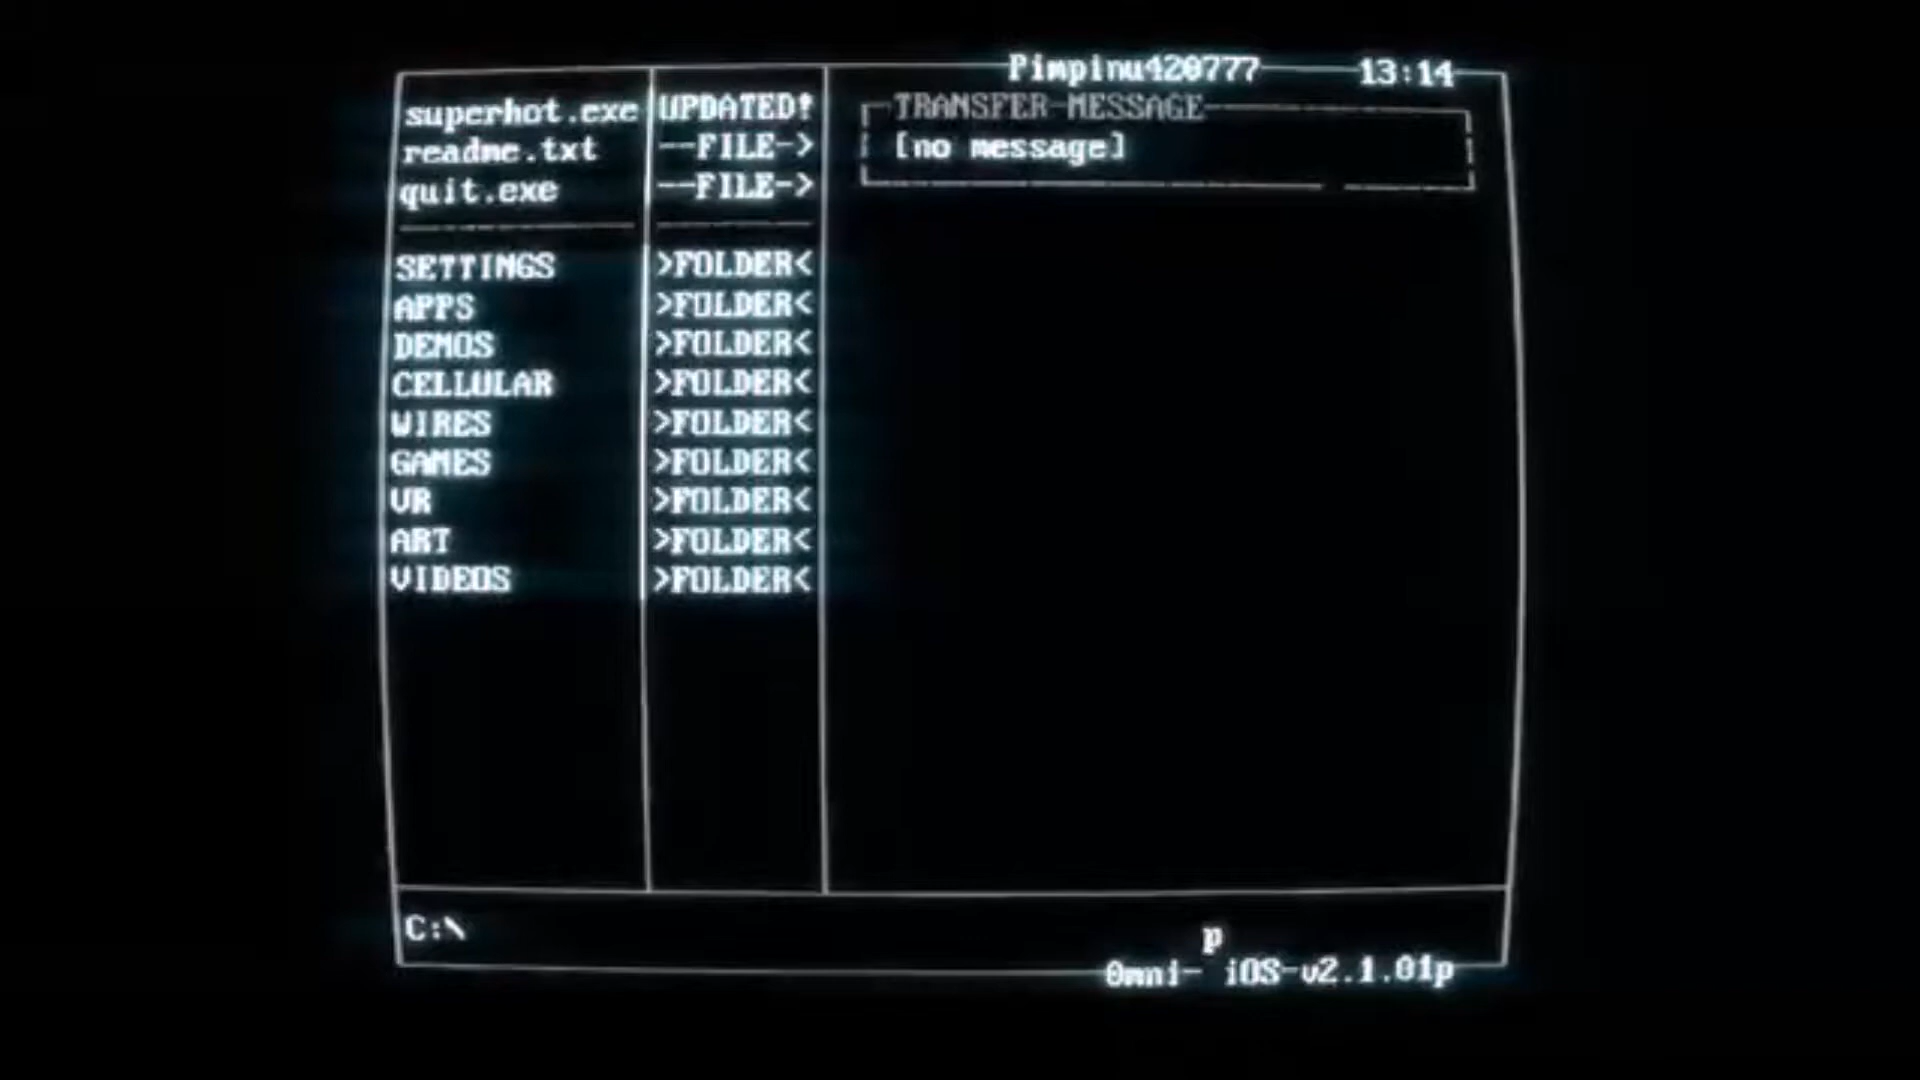 Pimpinu420777 13:14
superhot.exe UPDATED!
readme.txt --FILE->
quit.exe --FILE->
TRANSFER-MESSAGE
[no message]
SETTINGS >FOLDER<
APPS >FOLDER<
DEMOS >FOLDER<
CELLULAR >FOLDER<
WIRES >FOLDER<
GAMES >FOLDER<
VR >FOLDER<
ART >FOLDER<
VIDEOS >FOLDER<
C:\
p
0mni- iOS-v2.1.01p